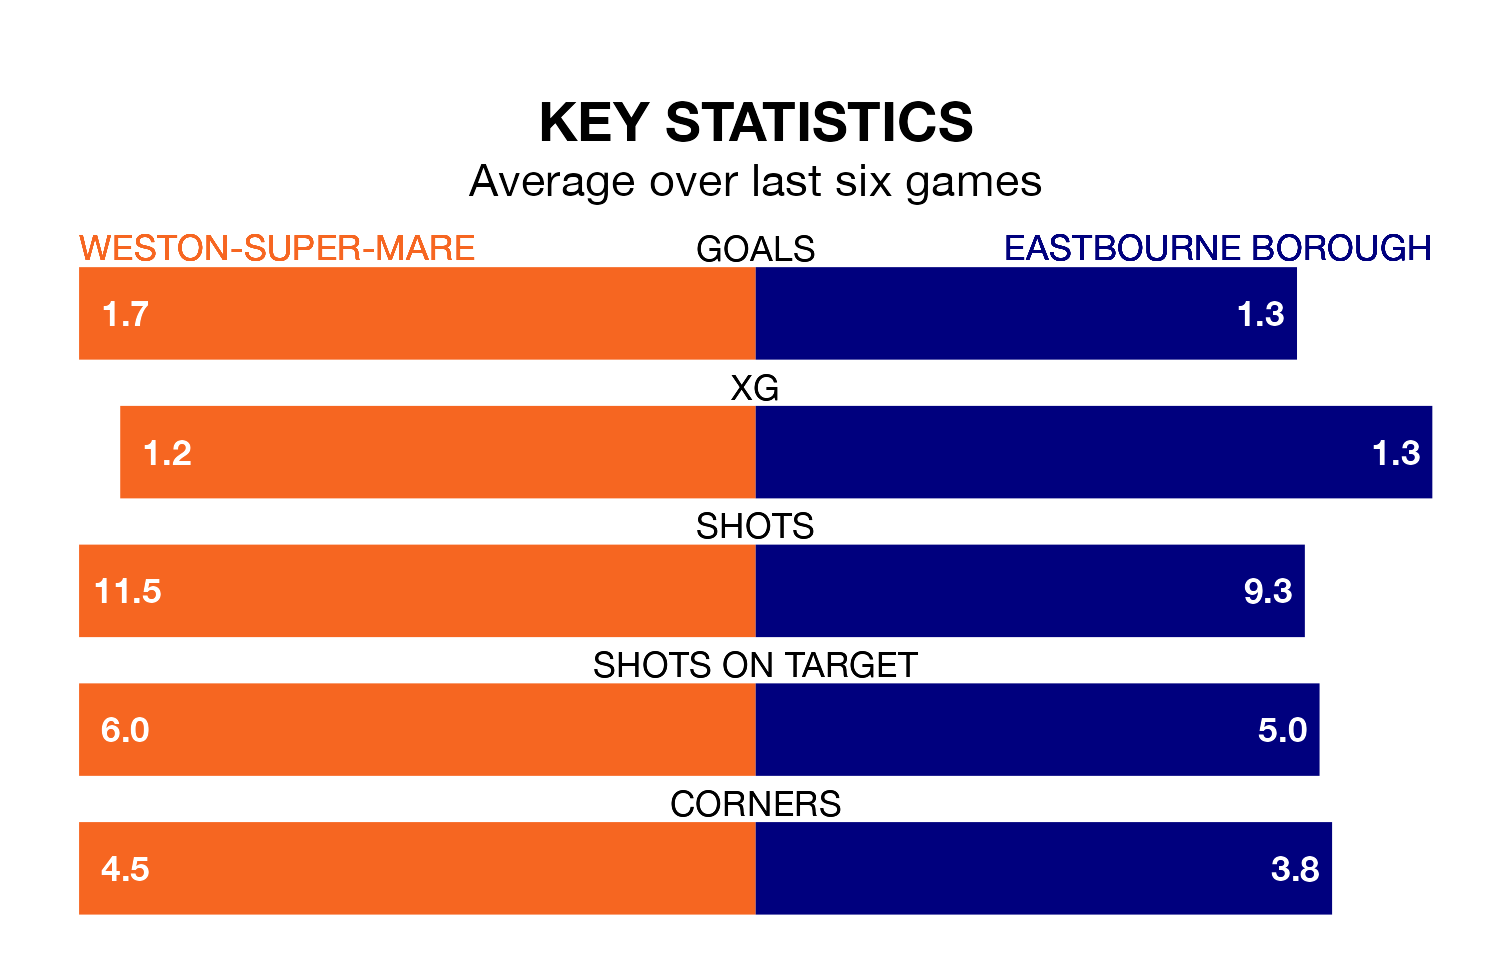 KEY STATISTICS
Average over last six games
WESTON-SUPER-MARE GOALS EASTBOURNE BOROUGH
1.7 1.3
XG
1.2 1.3
SHOTS
11.5 9.3
SHOTS ON TARGET
6.0 5.0
CORNERS
4.5 3.8